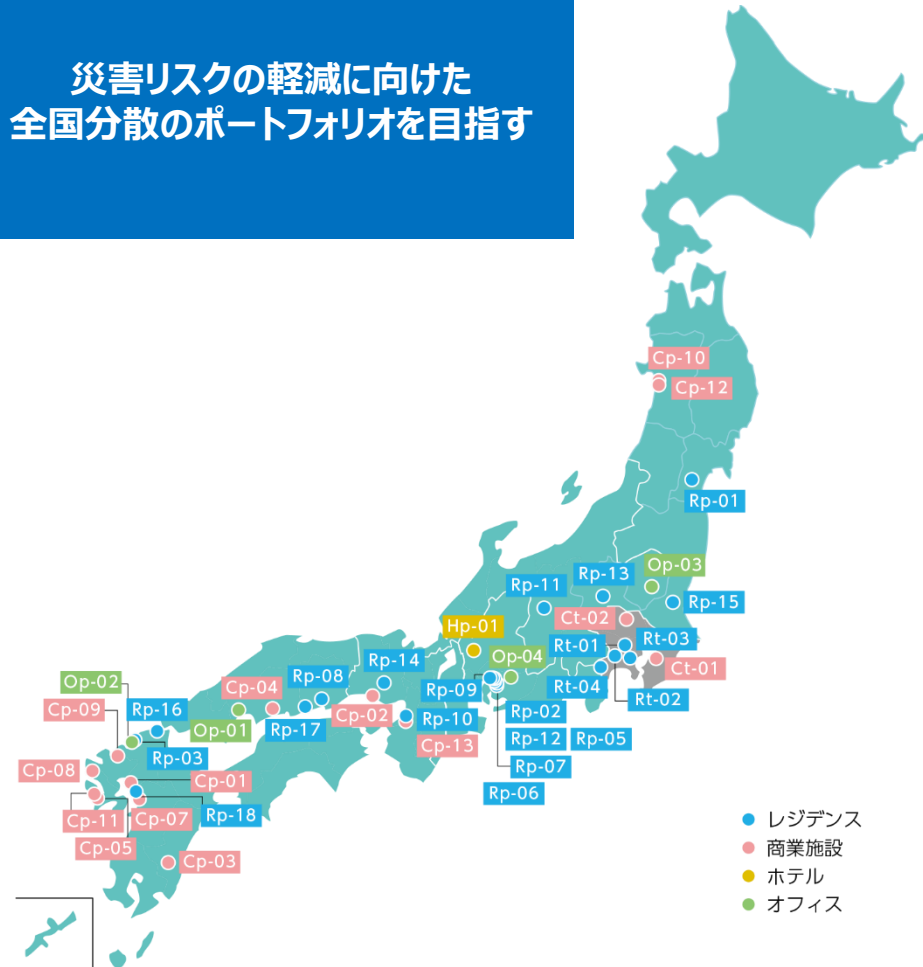 災害リスクの軽減に向けた
全国分散のポートフォリオを目指す
Cp-10
Cp-12
Rp-01
Op-03
Rp-13
Rp-11
Rp-15
Ct-02
Hp-01
Rt-01
Rt-03
Op-04
Rp-14
Ct-01
Rp-08
Op-02
Cp-04
Rp-09
Rt-04
Rt-02
Cp-09
Rp-16
Cp-02
Rp-10
Rp-02
Op-01
Rp-17
Rp-12
Rp-05
Cp-13
Rp-03
Rp-07
Cp-08
Cp-01
Rp-06
Cp-11
Cp-07
Rp-18
Cp-05
Cp-03
レジデンス
商業施設
ホテル
オフィス